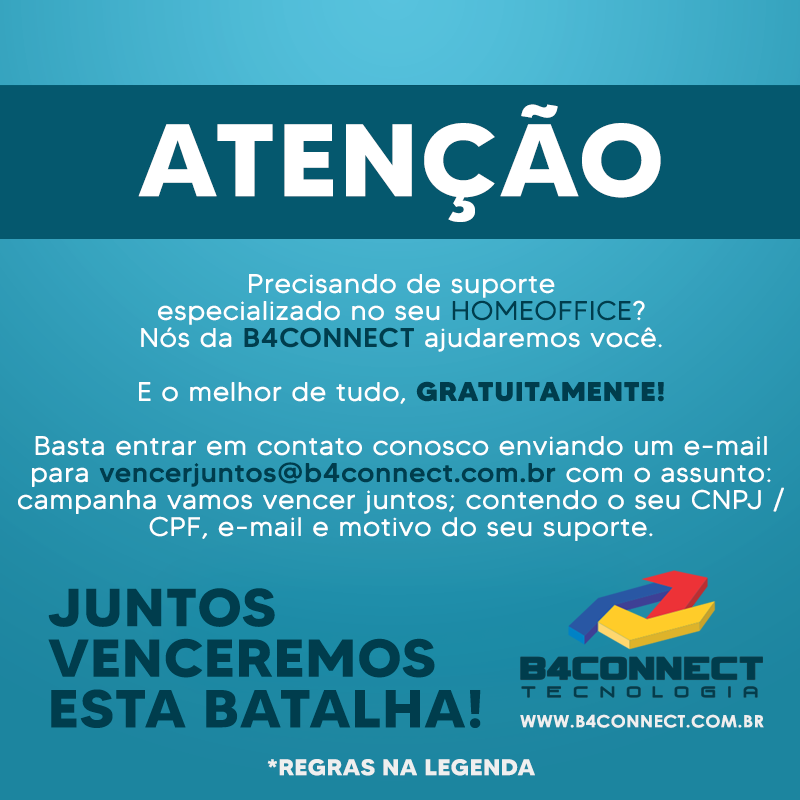 ATENÇÃO
Precisando de suporte
especializado no seu HOMEOFFICE?
Nós da B4CONNECT ajudaremos você.
E o melhor de tudo, GRATUITAMENTE!
Basta entrar em contato conosco enviando um e-mail
para vencerjuntos@b4connect.com.br com o assunto:
campanha vamos vencer juntos; contendo o seu CNPJ /
CPF, e-mail e motivo do seu suporte.
JUNTOS
VENCEREMOS
ESTA BATALHA!
B4CONNECT
TECNOLOGIA
WWW.B4CONNECT.COM.BR
*REGRAS NA LEGENDA